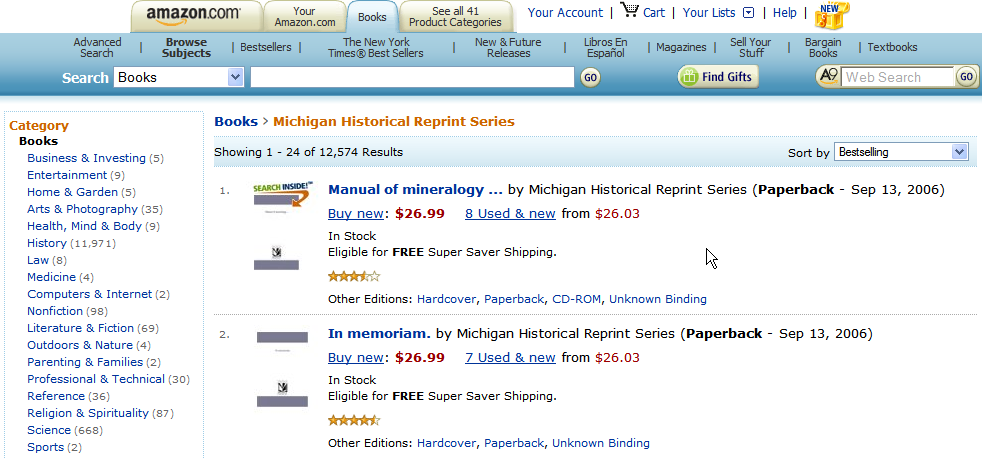 amazon.com
Your Amazon.com
Books
See all 41 Product Categories
Your Account | Cart | Your Lists | Help | NEW
Advanced Search | Browse Subjects | Bestsellers | The New York Times® Best Sellers | New & Future Releases | Libros En Español | Magazines | Sell Your Stuff | Bargain Books | Textbooks
Search Books GO Find Gifts A9 Web Search GO
Category
Books
Business & Investing (5)
Entertainment (9)
Home & Garden (5)
Arts & Photography (35)
Health, Mind & Body (9)
History (11,971)
Law (8)
Medicine (4)
Computers & Internet (2)
Nonfiction (98)
Literature & Fiction (69)
Outdoors & Nature (4)
Parenting & Families (2)
Professional & Technical (30)
Reference (36)
Religion & Spirituality (87)
Science (668)
Sports (2)
Books > Michigan Historical Reprint Series
Showing 1 - 24 of 12,574 Results
Sort by Bestselling
1.
SEARCH INSIDE!™
Manual of mineralogy ... by Michigan Historical Reprint Series (Paperback - Sep 13, 2006)
Buy new: $26.99 8 Used & new from $26.03
In Stock
Eligible for FREE Super Saver Shipping.
Other Editions: Hardcover, Paperback, CD-ROM, Unknown Binding
2.
In memoriam. by Michigan Historical Reprint Series (Paperback - Sep 13, 2006)
Buy new: $26.99 7 Used & new from $26.03
In Stock
Eligible for FREE Super Saver Shipping.
Other Editions: Hardcover, Paperback, Unknown Binding